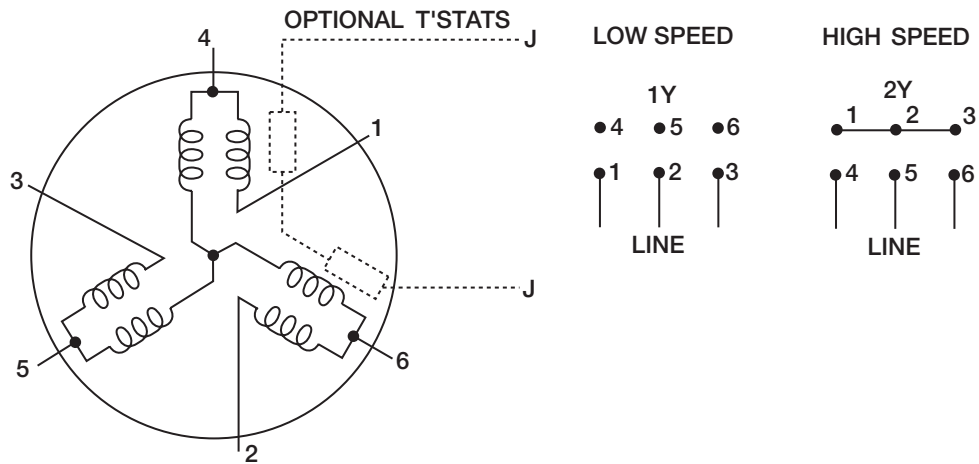 OPTIONAL T'STATS
J
4
1
3
5
6
2
J
LOW SPEED
1Y
4 5 6
1 2 3
LINE
HIGH SPEED
2Y
1 2 3
4 5 6
LINE